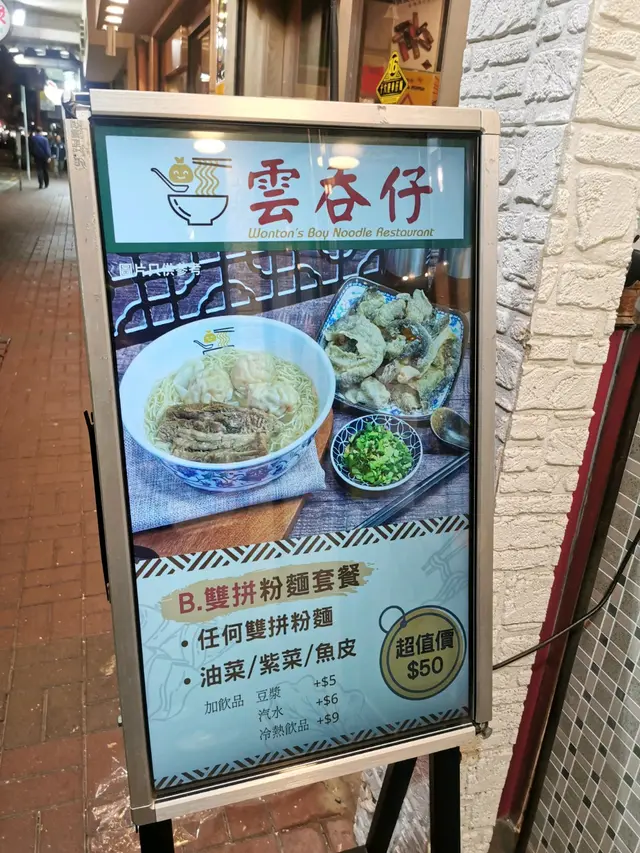 雲吞仔
Wonton's Boy Noodle Restaurant
圖片只供參考
B.雙拼粉麵套餐
• 任何雙拼粉麵
• 油菜/紫菜/魚皮
超值價
$50
加飲品 豆漿 +$5
汽水 +$6
冷熱飲品 +$9